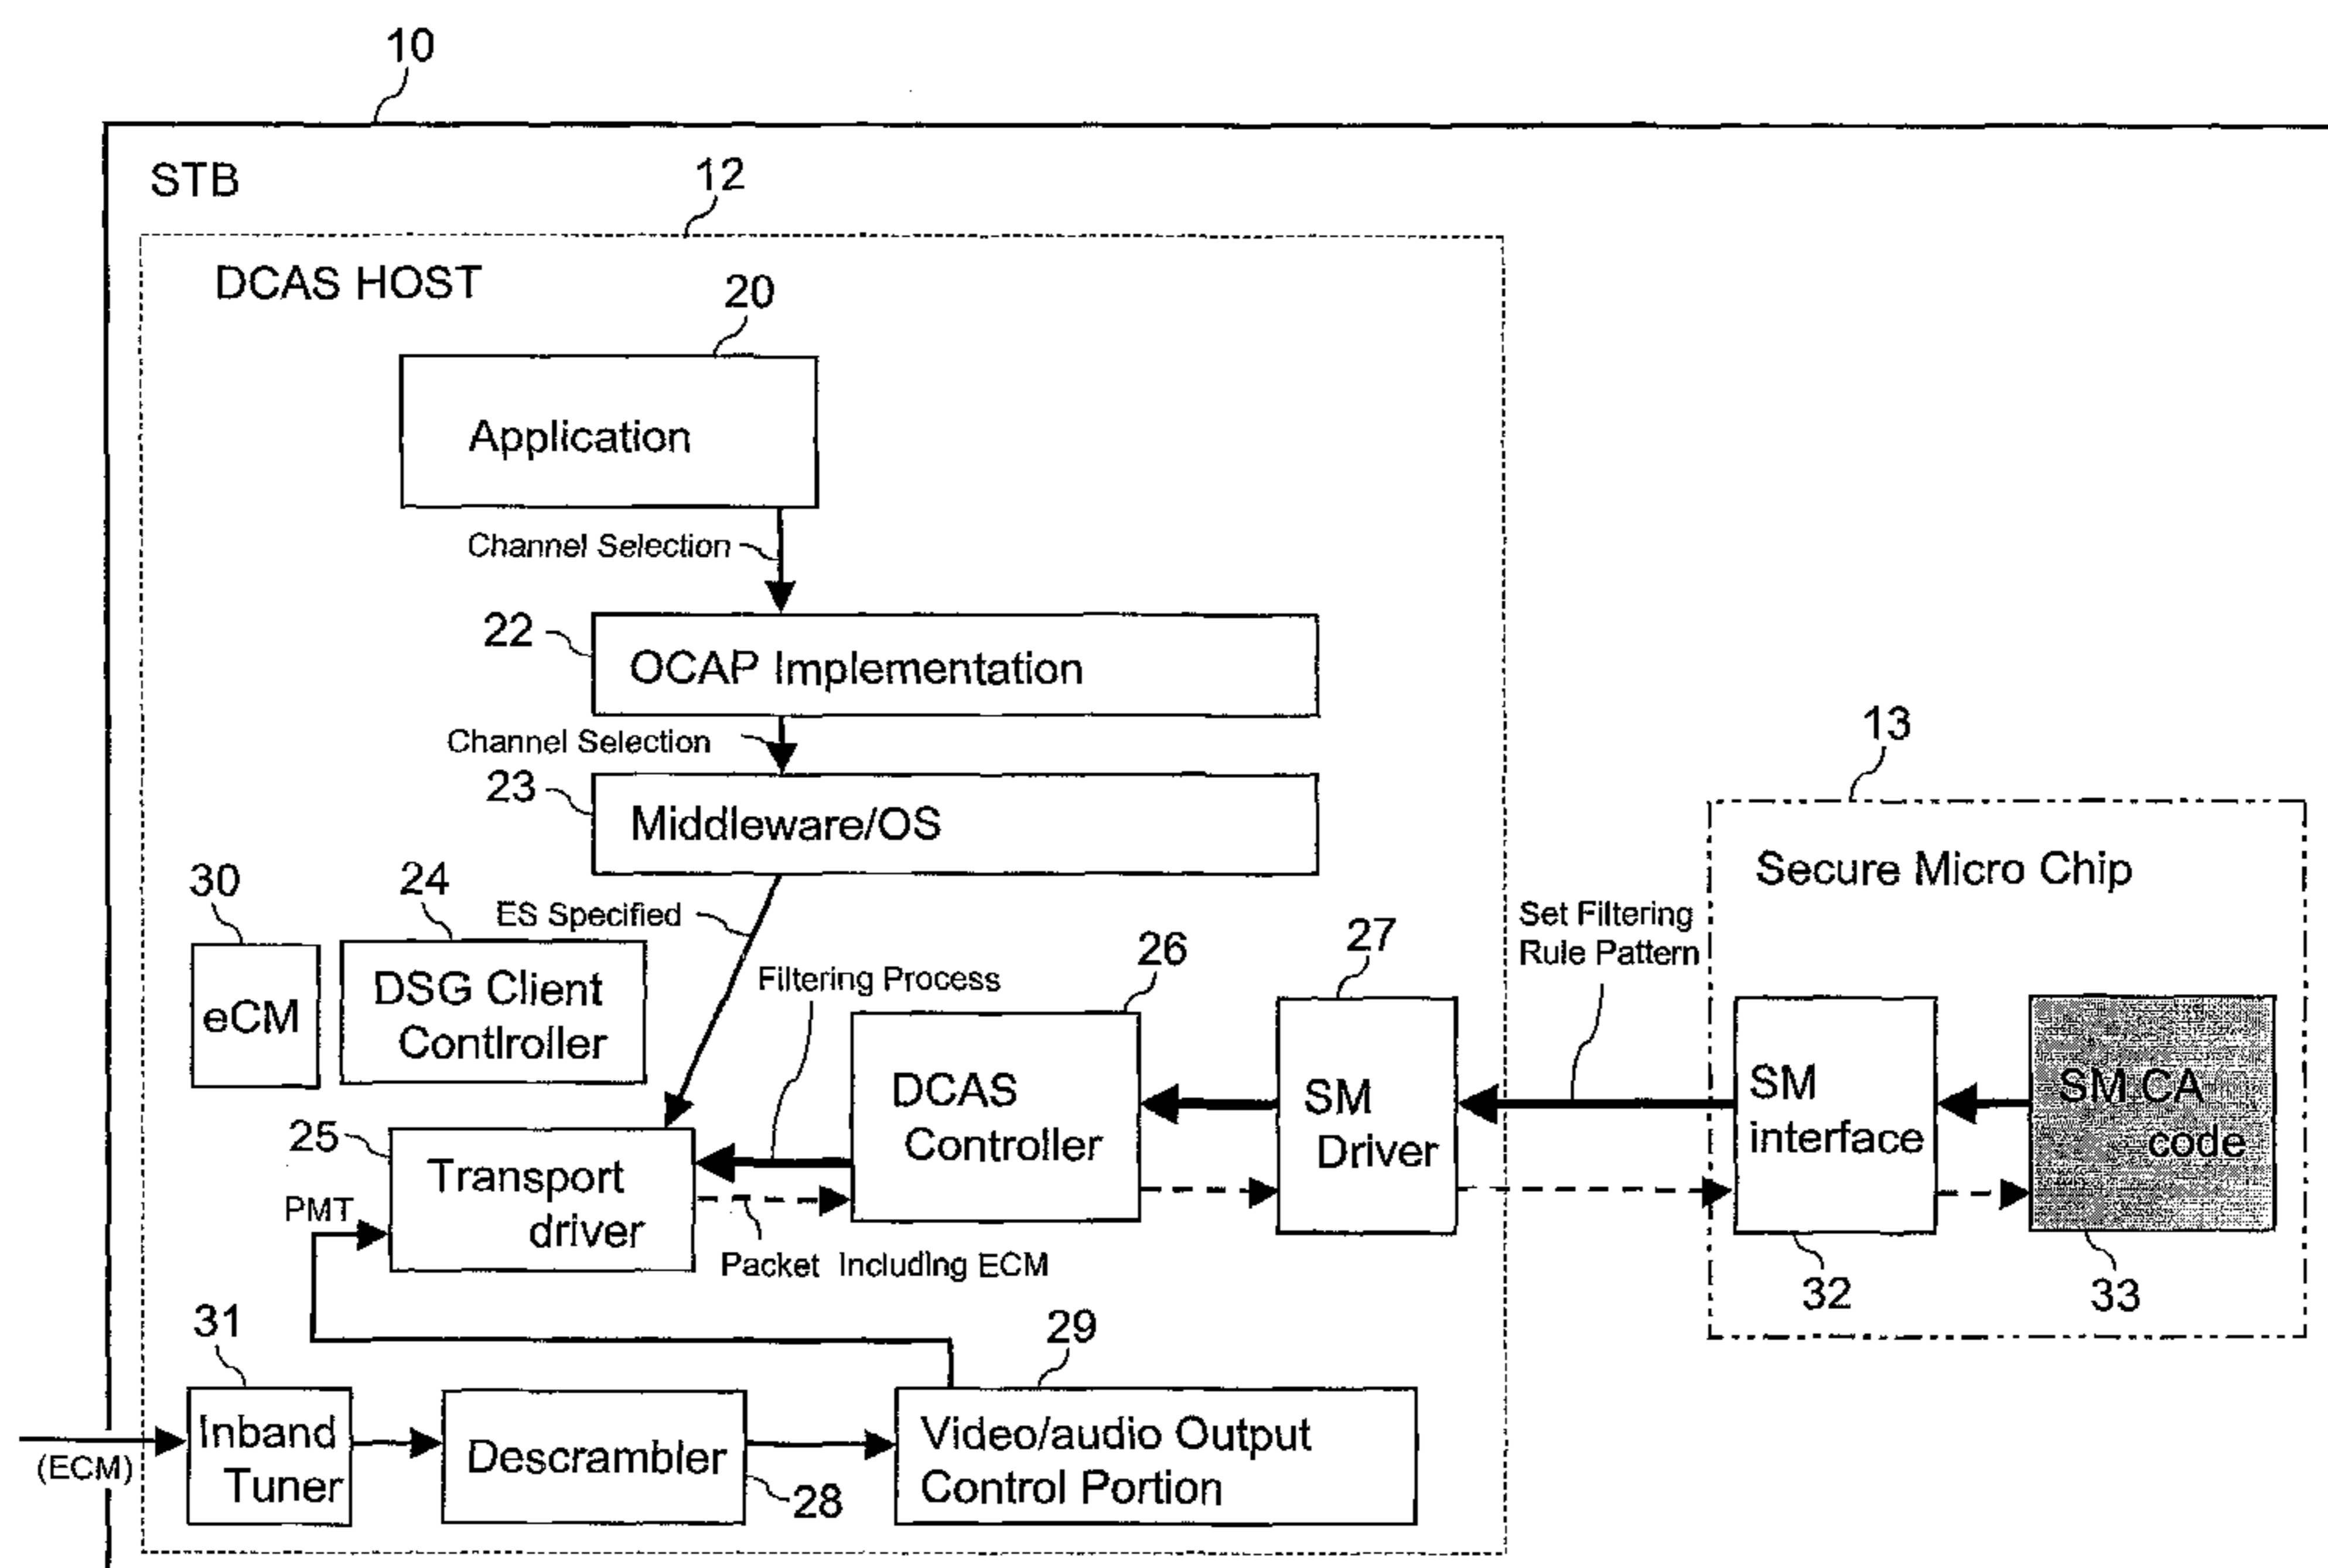 10
STB
12
DCAS HOST
20
Application
Channel Selection
22
OCAP Implementation
Channel Selection
23
Middleware/OS
13
Secure Micro Chip
30
eCM
24
DSG Client
Contlroller
ES Specified
Filtering Process
26
DCAS
Controller
27
SM
Driver
Set Filtering
Rule Pattern
SM
interface
32
SM CA
code
33
25
Transport
driver
PMT
Packet Including ECM
31
Inband
Tuner
(ECM)
Descrambler
28
29
Video/audio Output
Control Portion